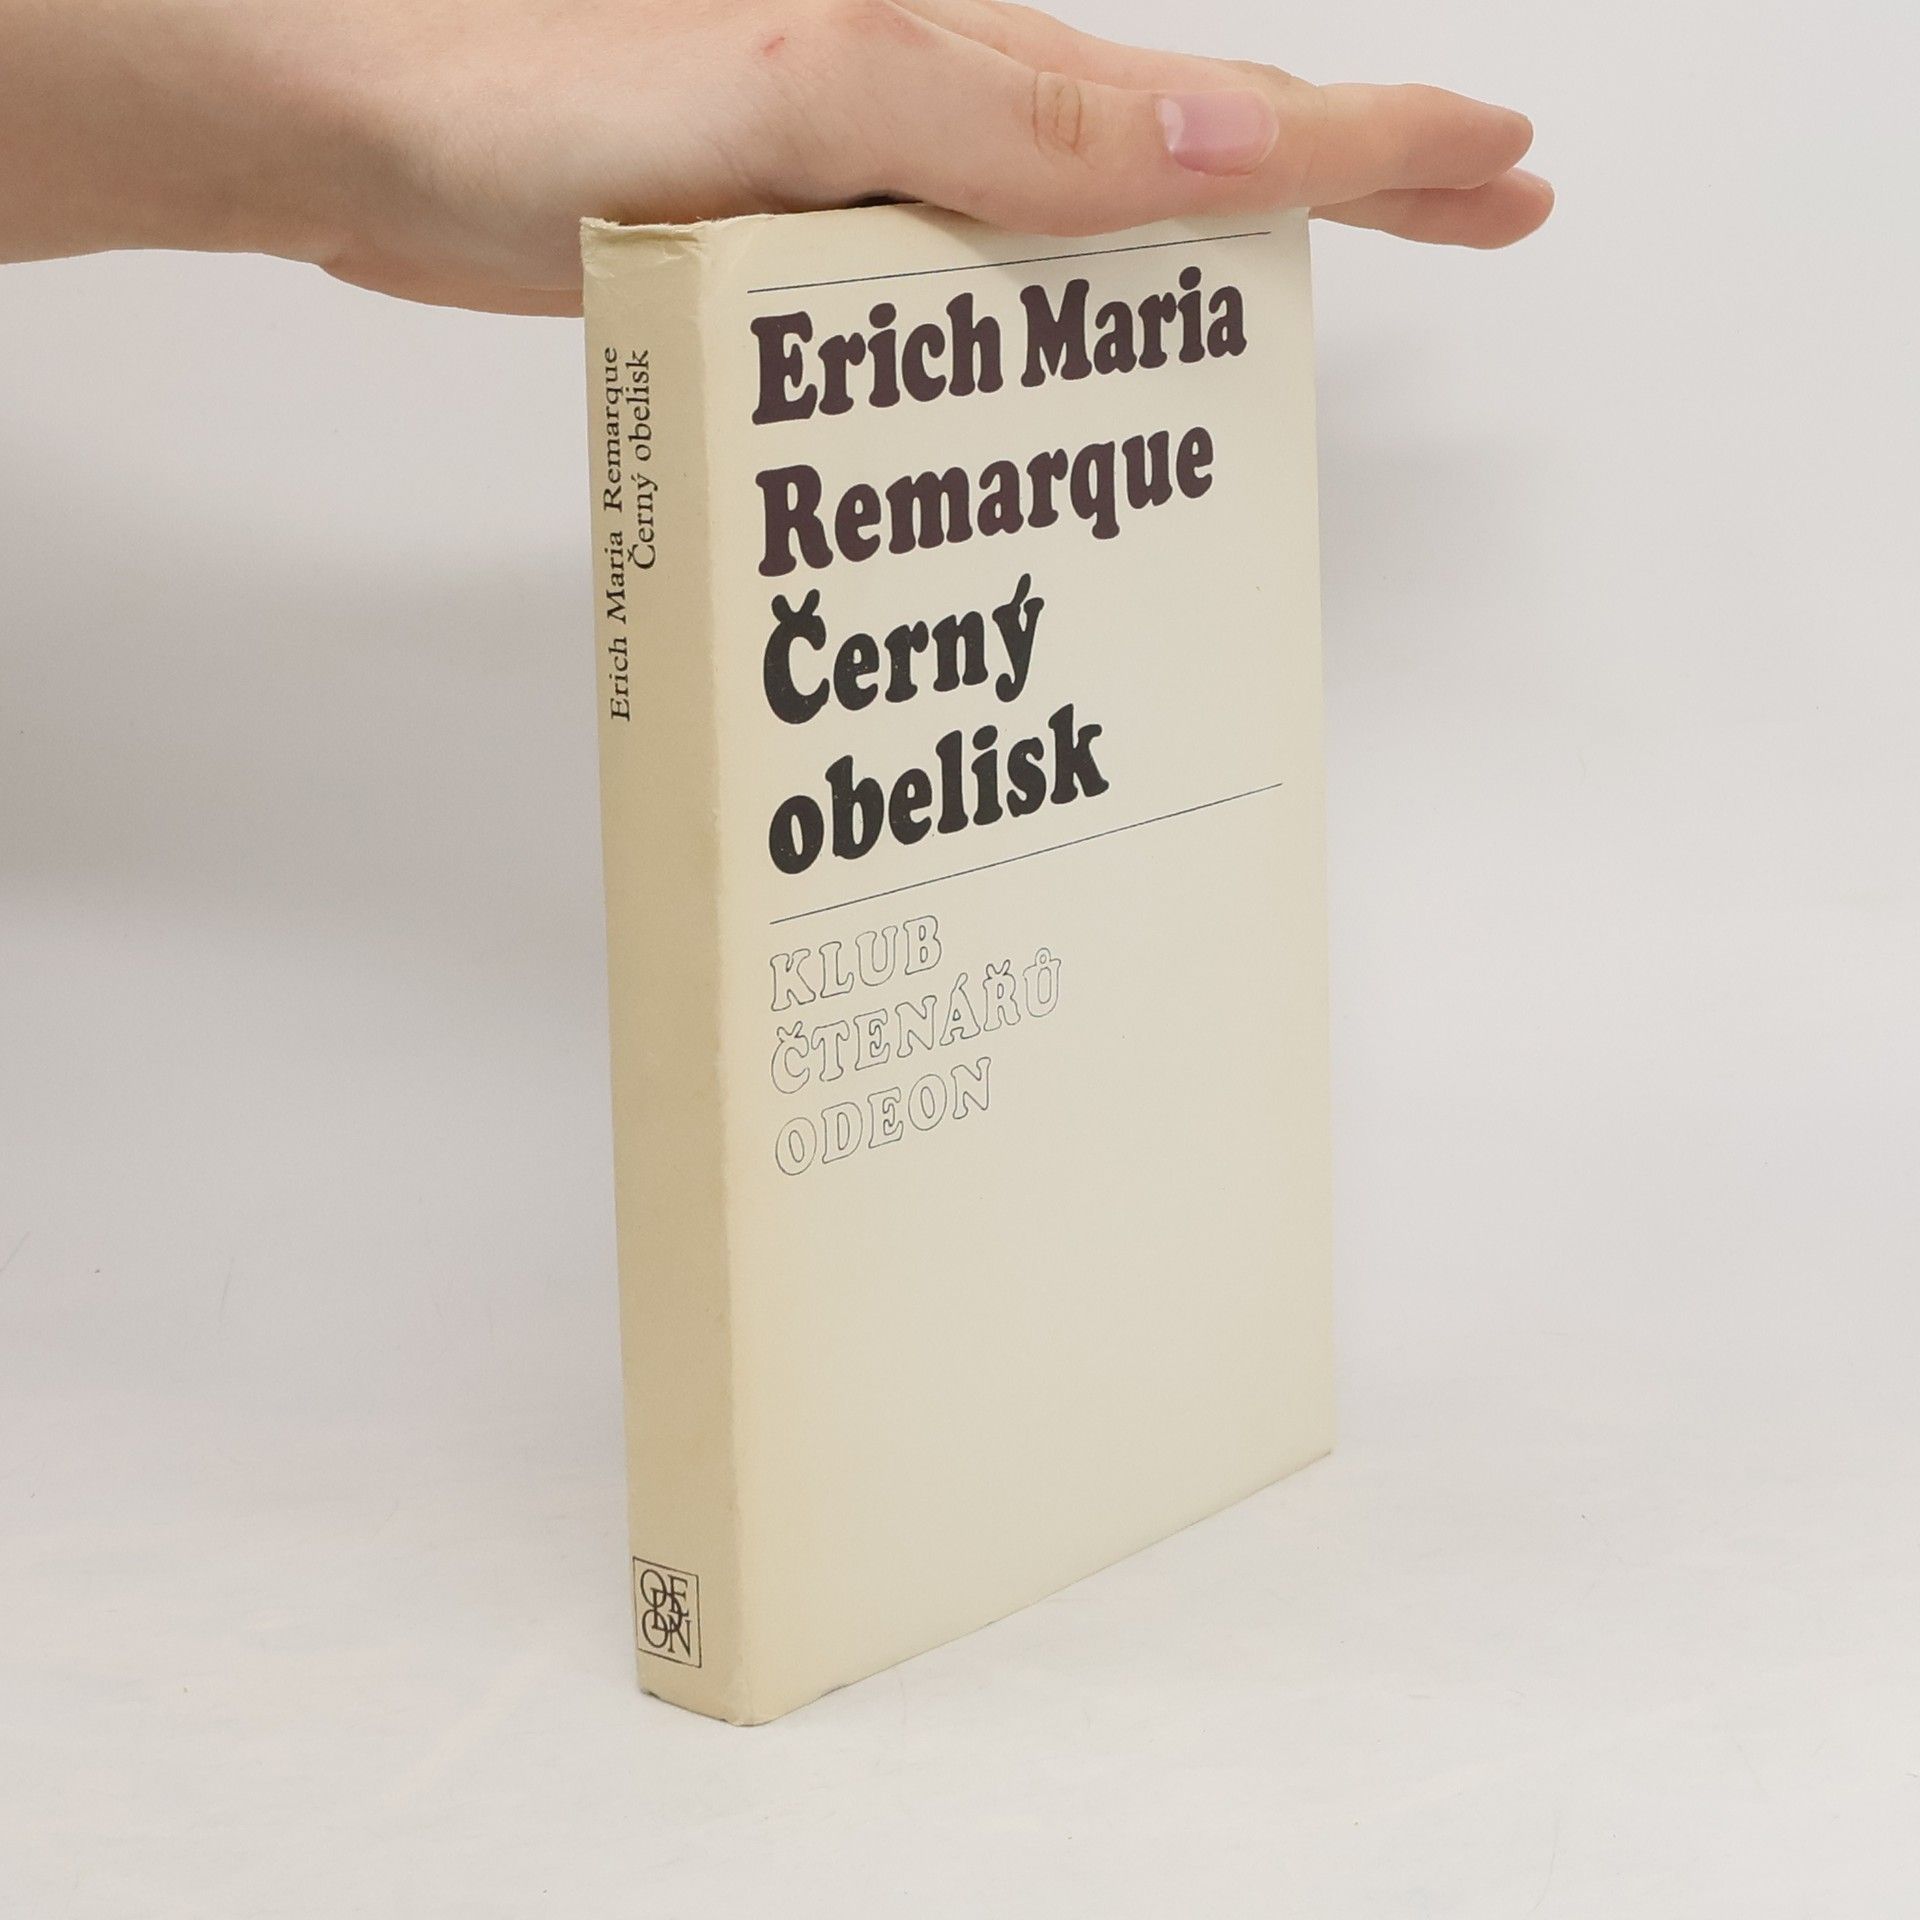 Erich Maria Remarque
Černý obelisk
Erich Maria
Remarque
Černý
obelisk
KLUB
ČTENÁŘŮ
ODEON
ODEON